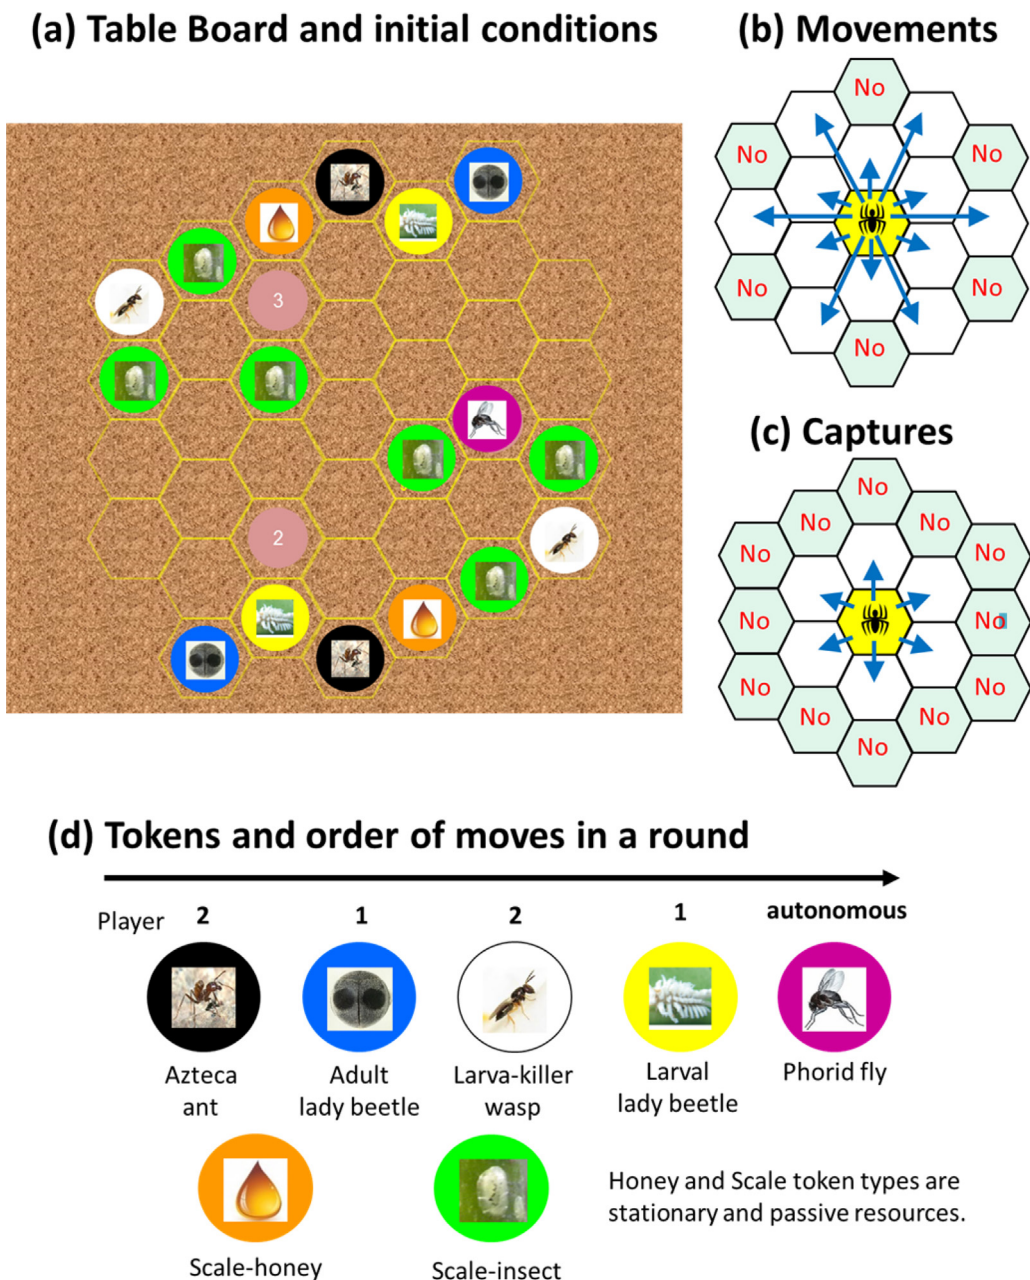 (a) Table Board and initial conditions
(b) Movements
3
2
No
No
No
No
No
No
(c) Captures
No
No
No
No
No
No
No
No
No
No
No
No
(d) Tokens and order of moves in a round
Player 2 1 2 1 autonomous
Azteca ant
Adult lady beetle
Larva-killer wasp
Larval lady beetle
Phorid fly
Scale-honey
Scale-insect
Honey and Scale token types are
stationary and passive resources.